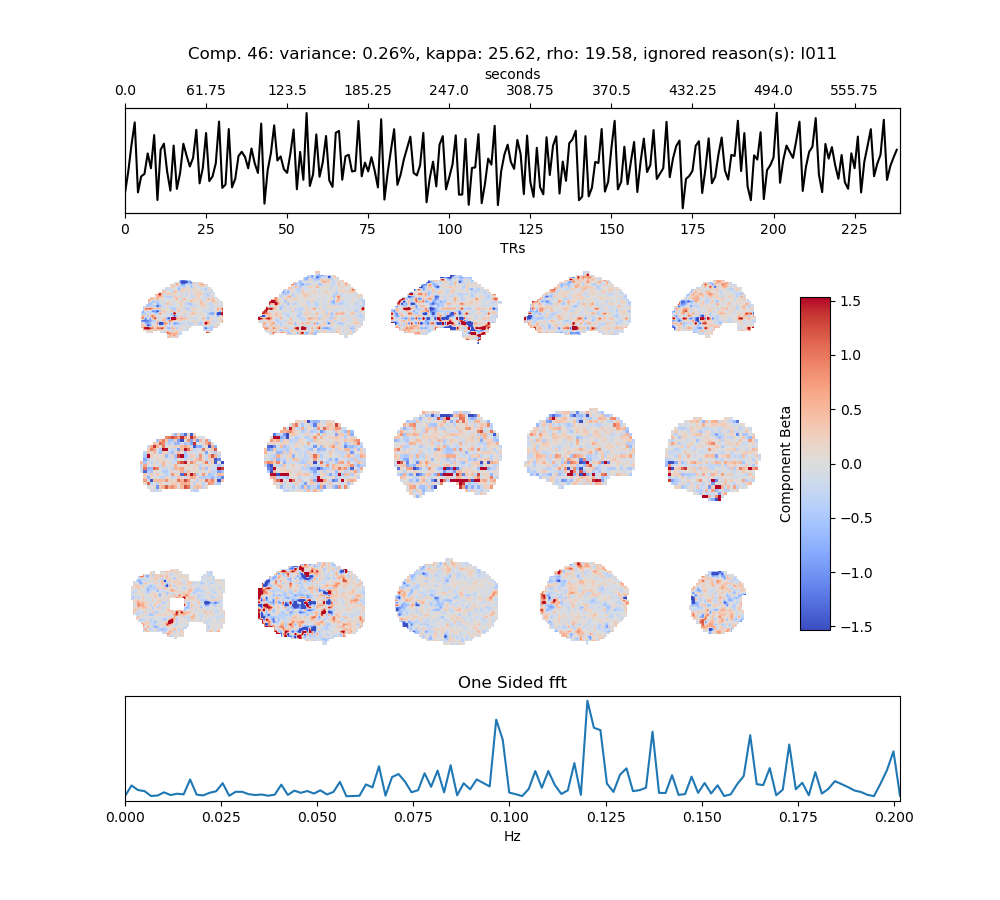 Comp. 46: variance: 0.26%, kappa: 25.62, rho: 19.58, ignored reason(s): I011
seconds
0.0 61.75 123.5 185.25 247.0 308.75 370.5 432.25 494.0 555.75
0 25 50 75 100 125 150 175 200 225
TRs
1.5
1.0
0.5
0.0
−0.5
−1.0
−1.5
Component Beta
One Sided fft
0.000 0.025 0.050 0.075 0.100 0.125 0.150 0.175 0.200
Hz